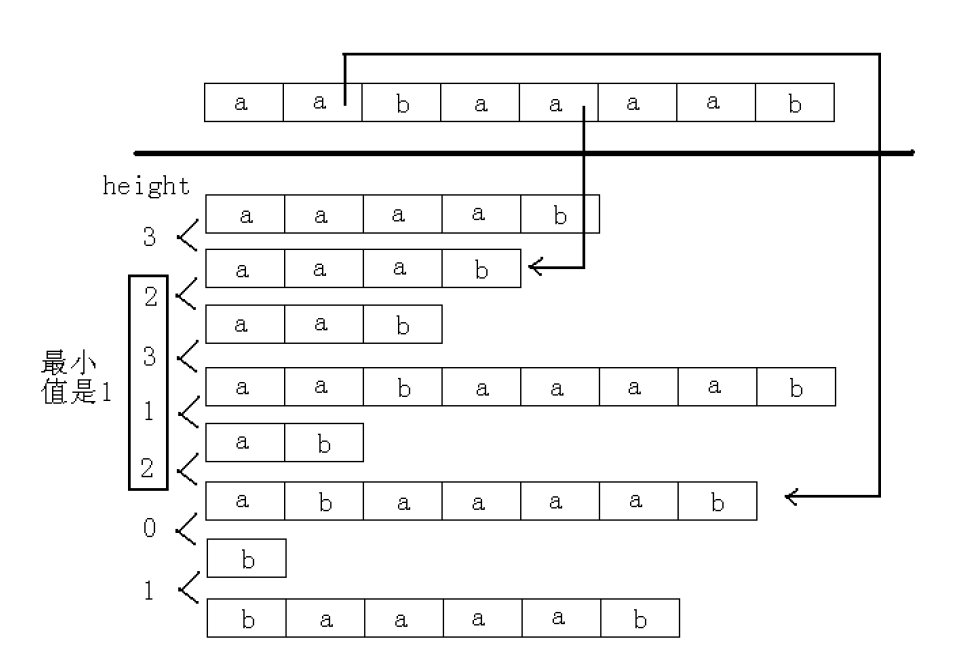 a a b a a a a b
height
a a a a b
3
a a a b
2
a a b
3
最小
值是1
a a b a a a a b
1
a b
2
a b a a a a b
0
b
1
b a a a a b